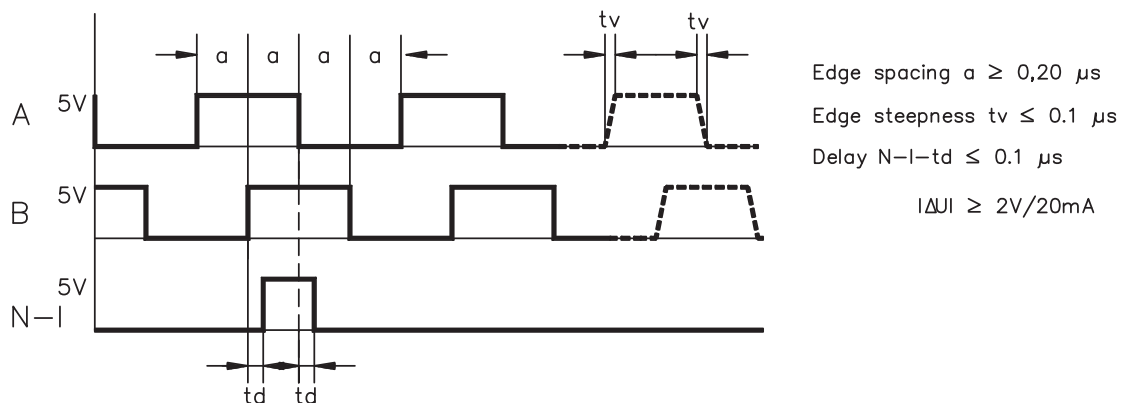 tv tv
a a a a
A 5V
Edge spacing a ≥ 0,20 μs
Edge steepness tv ≤ 0.1 μs
Delay N-I-td ≤ 0.1 μs
B 5V
IΔUI ≥ 2V/20mA
N-I 5V
td td